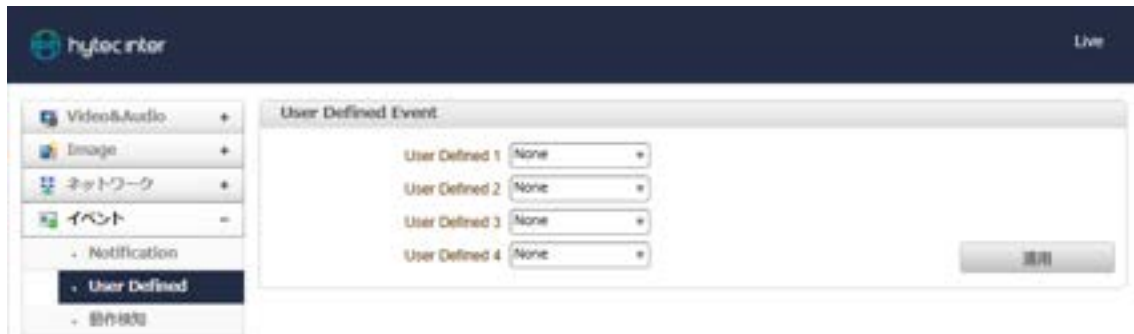 hytec inter
Live
Video&Audio +
Image +
ネットワーク +
イベント -
Notification
User Defined
動作検知
User Defined Event
User Defined 1 None
User Defined 2 None
User Defined 3 None
User Defined 4 None
適用